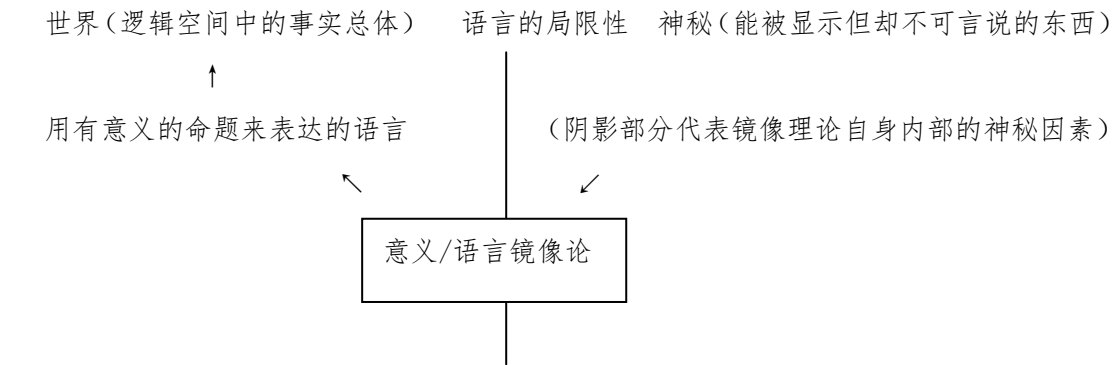 世界(逻辑空间中的事实总体) 语言的局限性 神秘(能被显示但却不可言说的东西)
用有意义的命题来表达的语言 (阴影部分代表镜像理论自身内部的神秘因素)
意义/语言镜像论